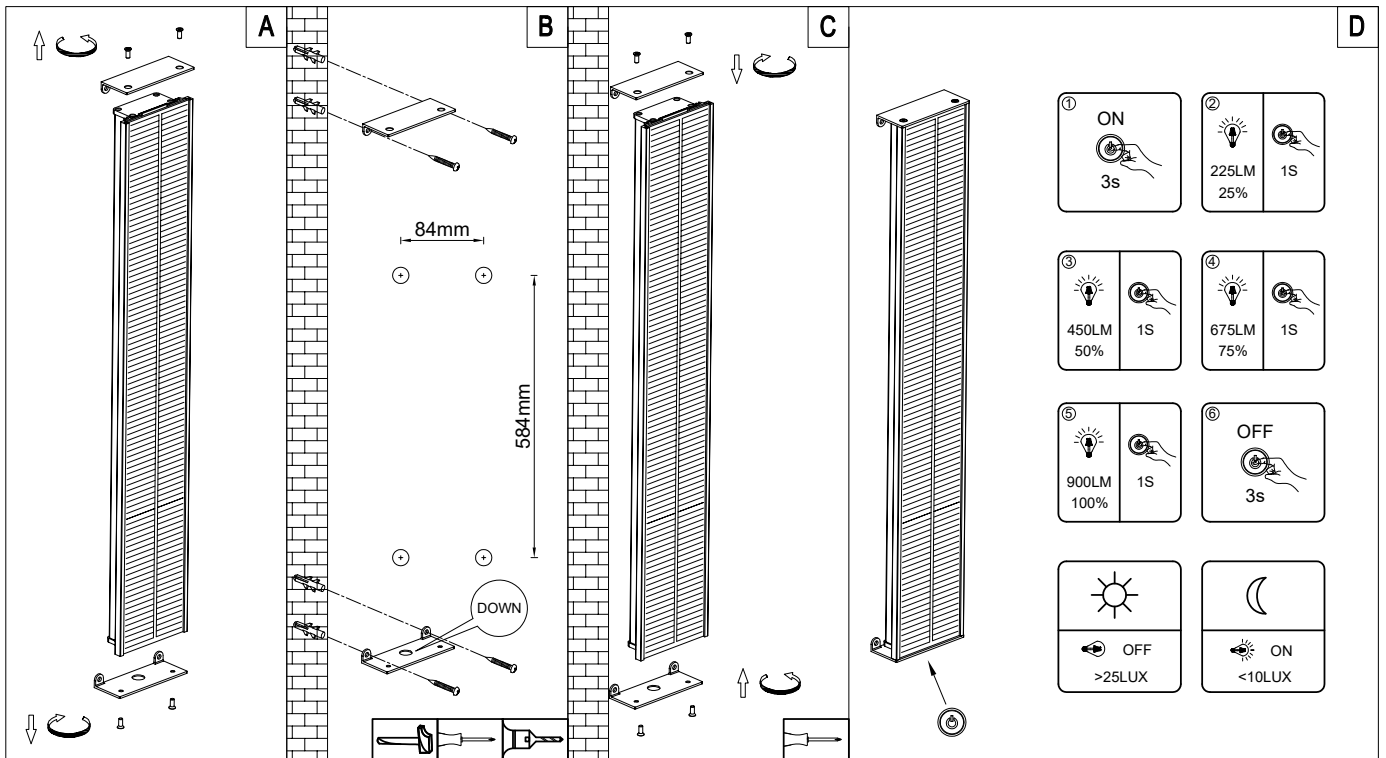 A
B
84mm
584mm
DOWN
C
D
①
ON
3s
②
225LM
25%
1S
③
450LM
50%
1S
④
675LM
75%
1S
⑤
900LM
100%
1S
⑥
OFF
3s
OFF
>25LUX
ON
<10LUX